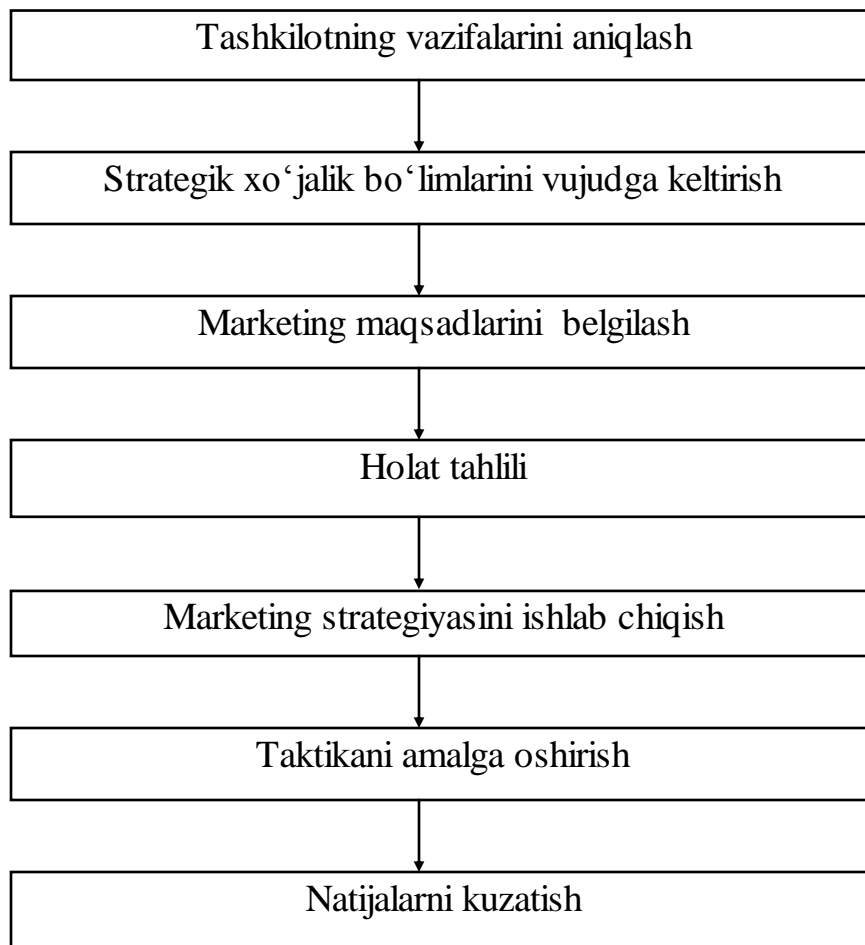 Tashkilotning vazifalarini aniqlash
Strategik xo‘jalik bo‘limlarini vujudga keltirish
Marketing maqsadlarini belgilash
Holat tahlili
Marketing strategiyasini ishlab chiqish
Taktikani amalga oshirish
Natijalarni kuzatish